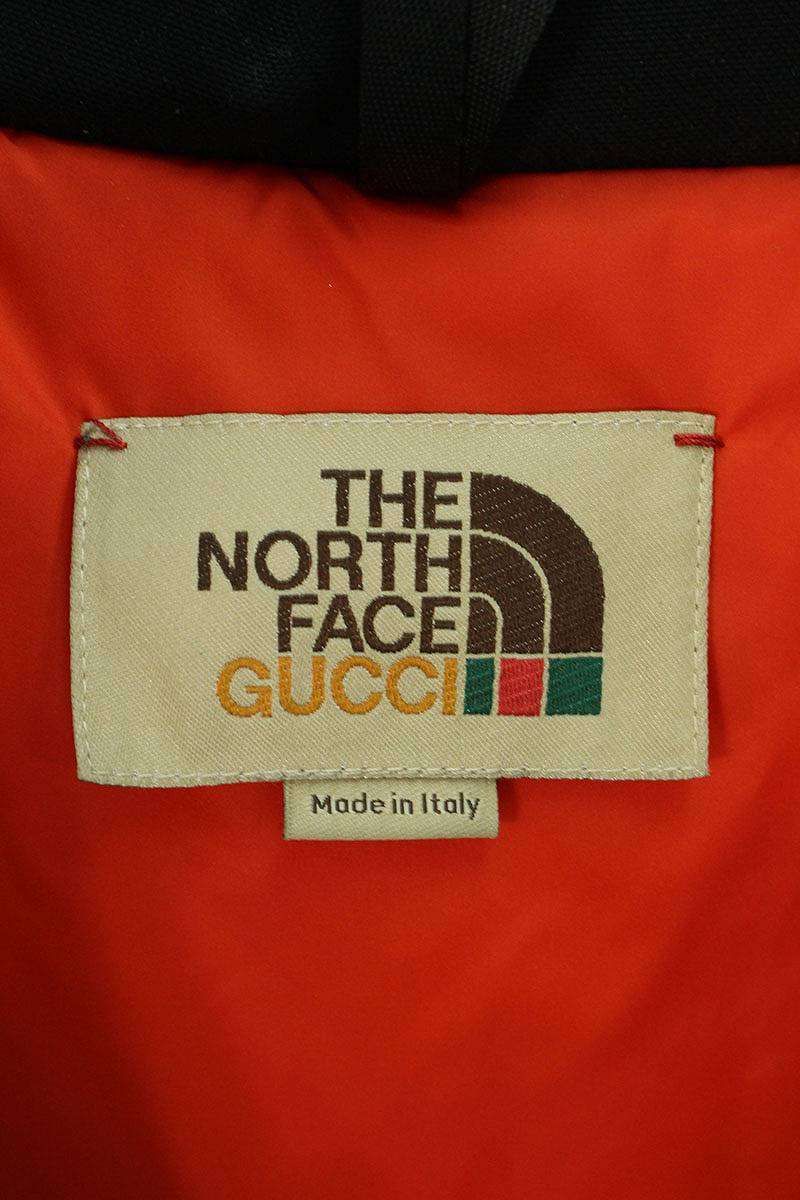 THE
NORTH
FACE
GUCCI
Made in Italy